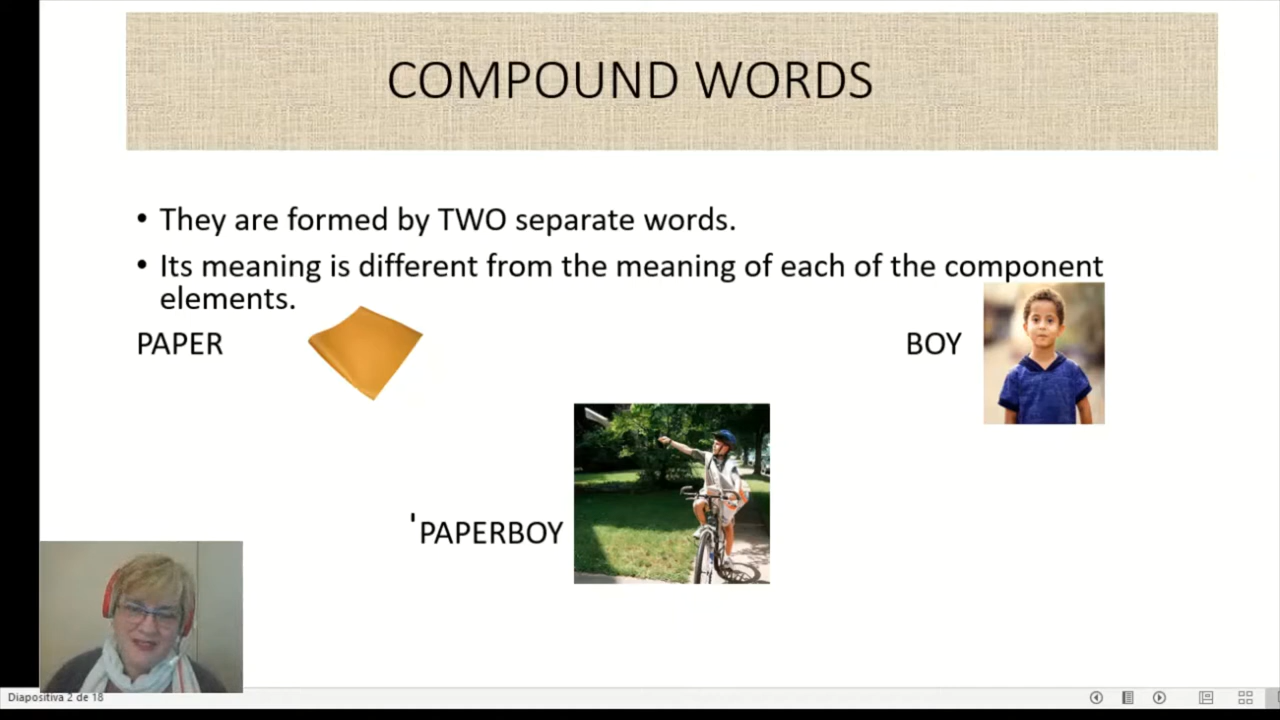 COMPOUND WORDS
• They are formed by TWO separate words.
• Its meaning is different from the meaning of each of the component
elements.
PAPER
BOY
'PAPERBOY
Diapositiva 2 de 18